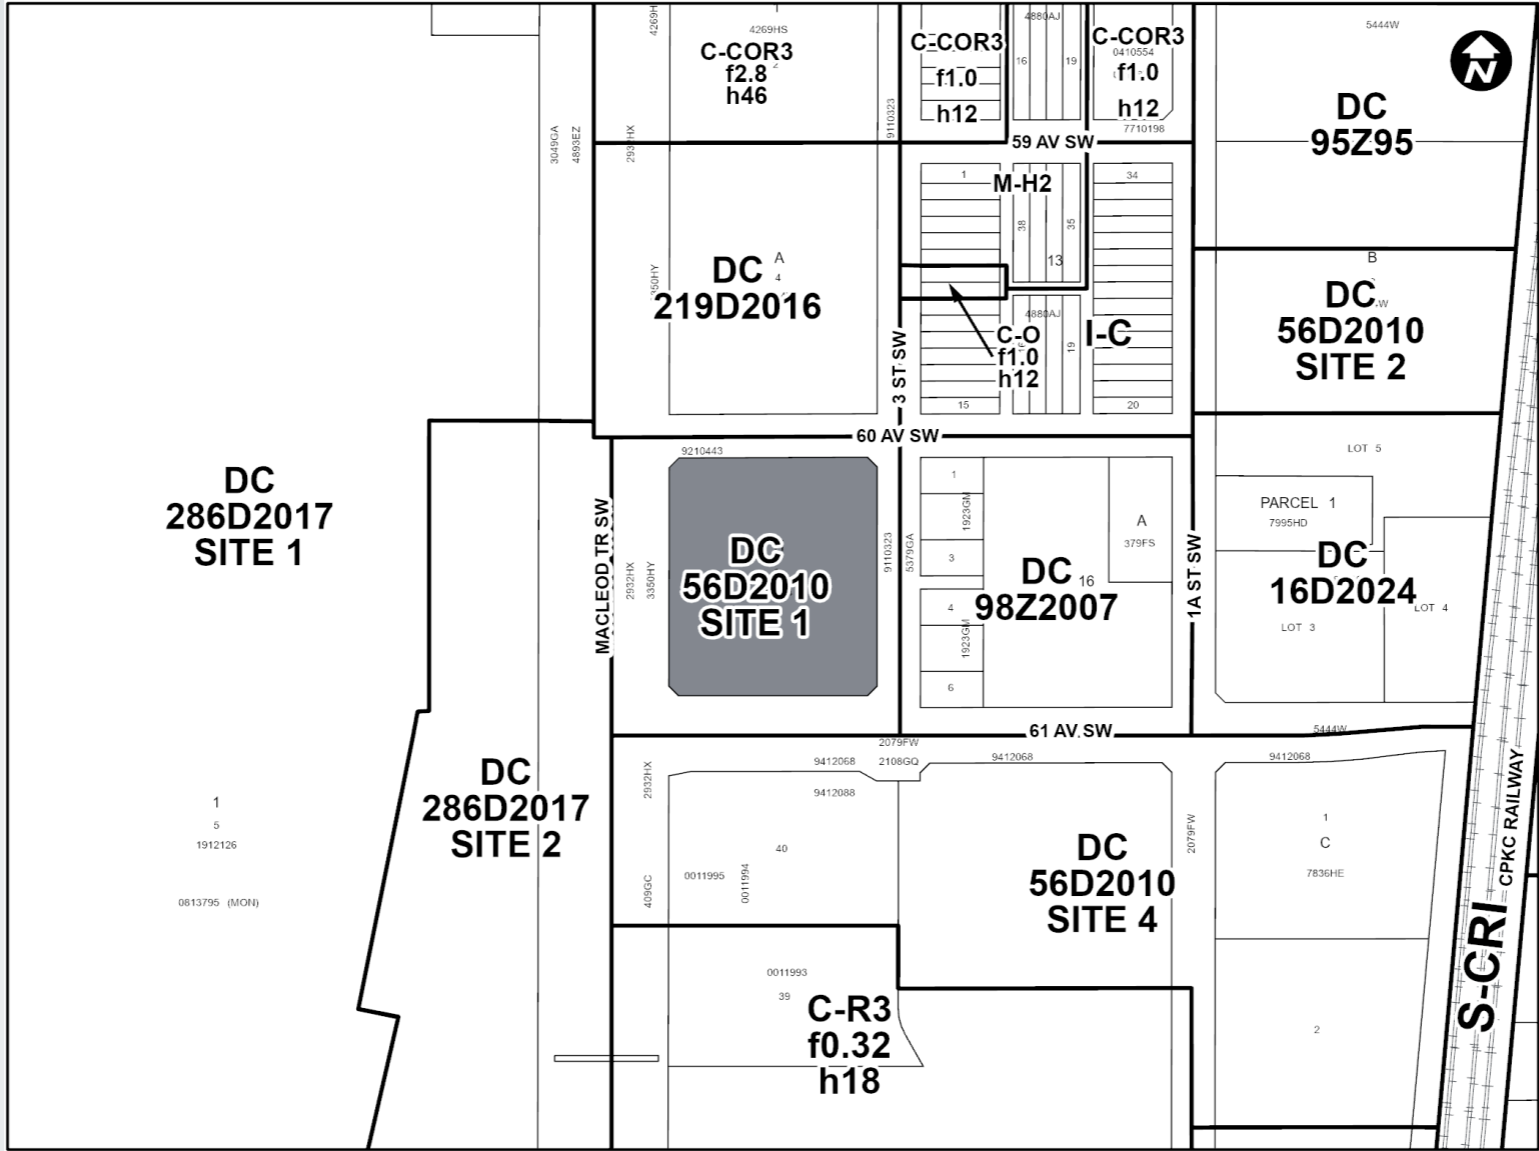 4269HS
5444W
4269H
4880AJ
C-COR3
f2.8
h46
C-COR3
f1.0
h12
C-COR3
0410554
f1.0
h12
N
16
19
DC
95Z95
3049GA
4893EZ
9110323
7710198
59 AV SW
1
M-H2
34
38
35
13
DC
219D2016
A
4
B
DC
56D2010
SITE 2
4880AJ
C-O
f1.0
h12
I-C
19
3 ST SW
15
20
60 AV SW
9210443
LOT 5
DC
286D2017
SITE 1
MACLEOD TR SW
2932HX
3350HY
DC
56D2010
SITE 1
9110323
5379GA
1
1923GM
3
4
1923GM
6
DC
98Z2007
16
A
379FS
1A ST SW
PARCEL 1
7995HD
DC
16D2024
LOT 4
LOT 3
61 AV SW
5444W
2079FW
9412068
2108GQ
9412068
9412068
2932HX
9412088
DC
286D2017
SITE 2
1
5
1912126
0813795 (MON)
40
0011995
0011994
409GC
DC
56D2010
SITE 4
2079FW
1
C
7836HE
CPKC RAILWAY
S-CRI
0011993
39
C-R3
f0.32
h18
2